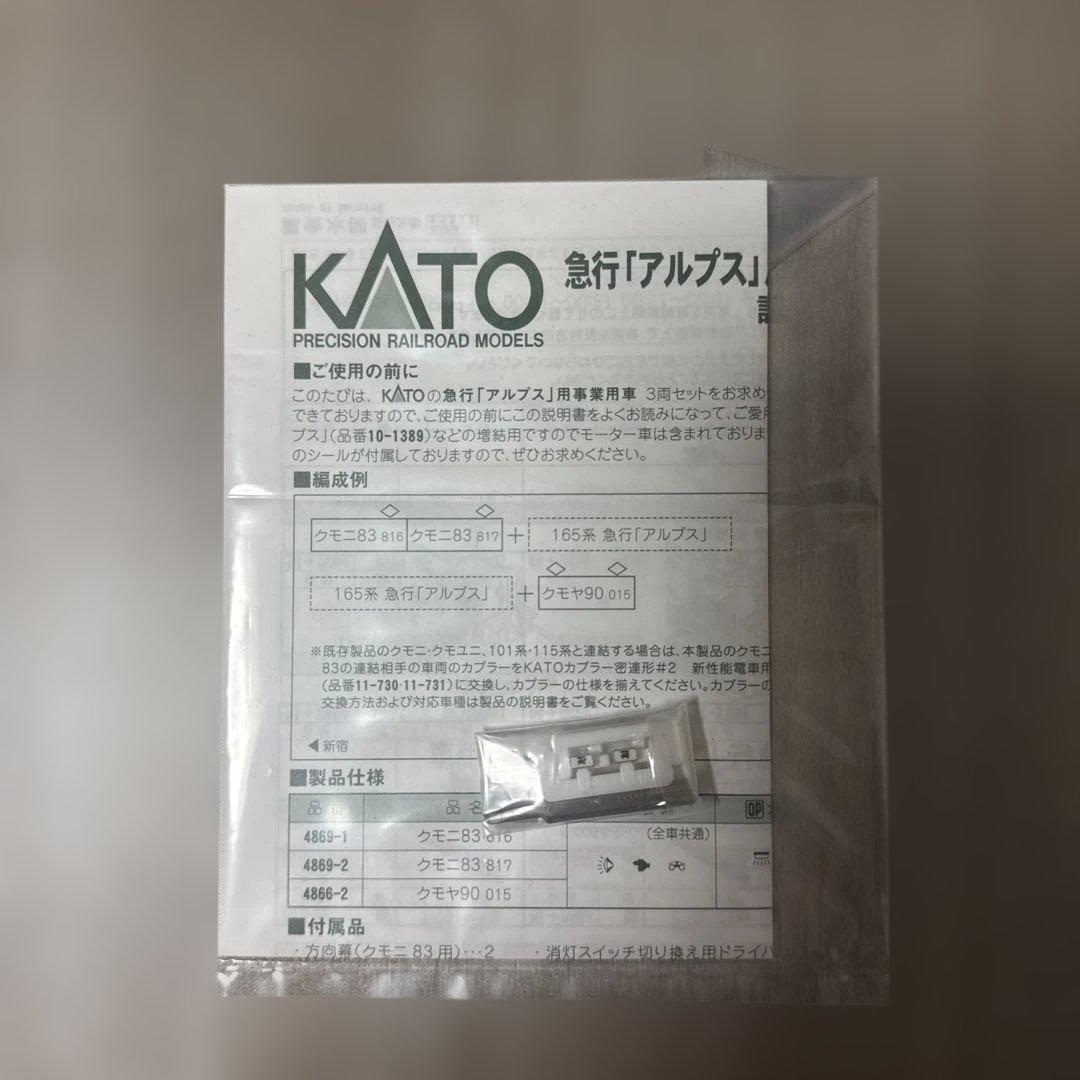 KATO
PRECISION RAILROAD MODELS
急行「アルプス」
■ご使用の前に
このたびは、KATOの急行「アルプス」用事業用車 3両セットをお求め
できておりますので、ご使用の前にこの説明書をよくお読みになって、ご愛用
プス」(品番10-1389)などの増結用ですのでモーター車は含まれておりま
のシールが付属しておりますので、ぜひお求めください。
■編成例
クモニ83 816 クモニ83 817 + 165系 急行「アルプス」
165系 急行「アルプス」 + クモヤ90 015
※既存製品のクモニ・クモユニ、101系・115系と連結する場合は、本製品のクモニ
83の連結相手の車両のカプラーをKATOカプラー密連形#2 新性能電車用
(品番11-730・11-731)に交換し、カプラーの仕様を揃えてください。カプラーの
交換方法および対応車種は製品の説明書をご覧ください。
◀新宿
荷 荷
■製品仕様
品番 品名 OP
4869-1 クモニ83 816 (全車共通)
4869-2 クモニ83 817
4866-2 クモヤ90 015
■付属品
・方向幕(クモニ83用)…2 ・消灯スイッチ切り換え用ドライバ